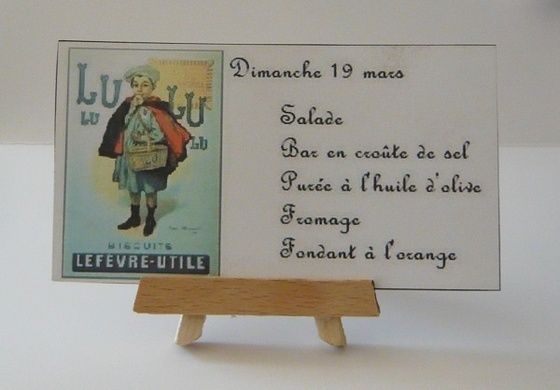 LU LU
LU LU
BISCUITS
LEFÈVRE-UTILE
Dimanche 19 mars
Salade
Bar en croûte de sel
Purée à l'huile d'olive
Fromage
Fondant à l'orange